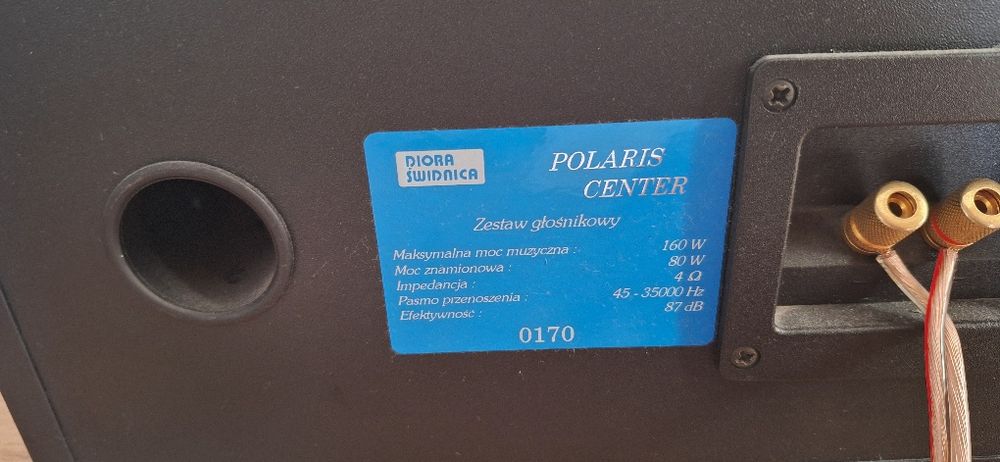 DIORA
ŚWIDNICA
POLARIS
CENTER
Zestaw głośnikowy
Maksymalna moc muzyczna : 160 W
Moc znamionowa : 80 W
Impedancja : 4 Ω
Pasmo przenoszenia : 45 - 35000 Hz
Efektywność : 87 dB
0170